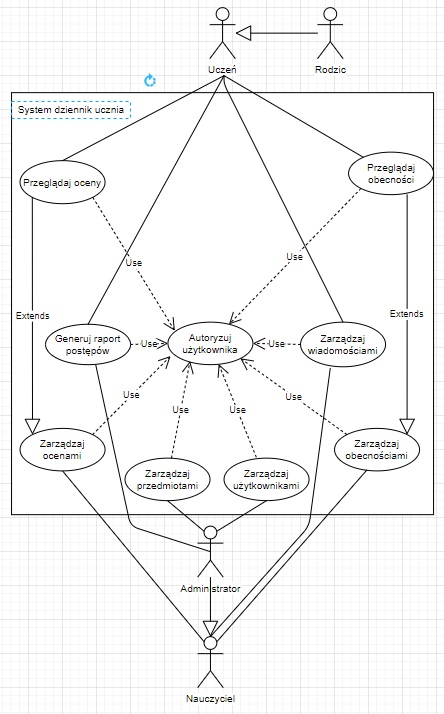 Uczeń
Rodzic
System dziennik ucznia
Przeglądaj oceny
Przeglądaj
obecności
Use
Use
Extends
Extends
Generuj raport
postępów
Use
Autoryzuj
użytkownika
Use
Zarządzaj
wiadomościami
Use
Use
Use
Use
Zarządzaj
ocenami
Zarządzaj
obecnościami
Zarządzaj
przedmiotami
Zarządzaj
użytkownikami
Administrator
Nauczyciel